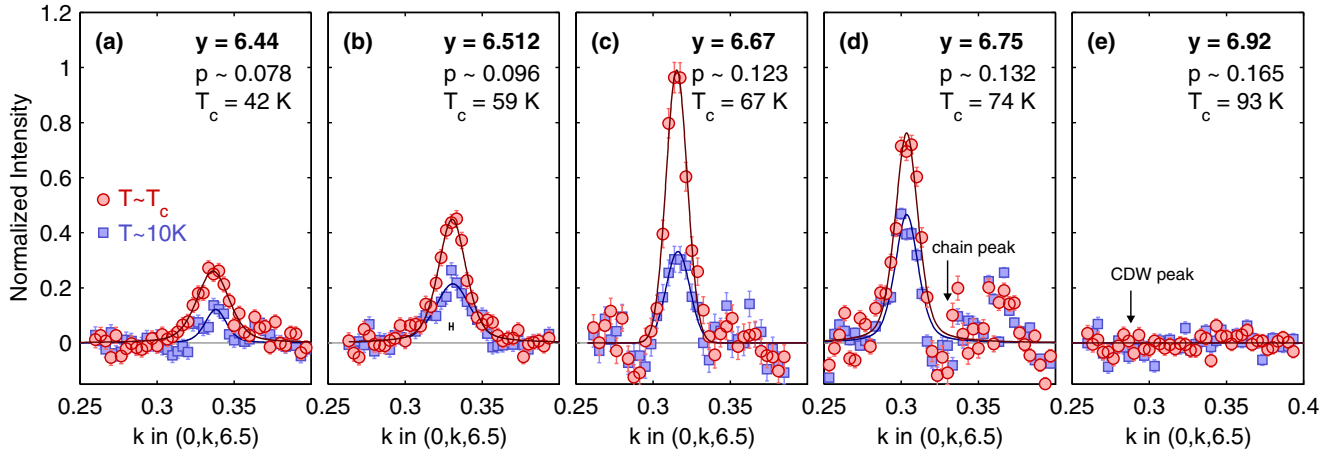 Normalized Intensity
1.2
1
0.8
0.6
0.4
0.2
0
(a)
y = 6.44
p ~ 0.078
T_c = 42 K
T~T_c
T~10K
0.25
0.3
0.35
k in (0,k,6.5)
(b)
y = 6.512
p ~ 0.096
T_c = 59 K
H
0.25
0.3
0.35
k in (0,k,6.5)
(c)
y = 6.67
p ~ 0.123
T_c = 67 K
0.25
0.3
0.35
k in (0,k,6.5)
(d)
y = 6.75
p ~ 0.132
T_c = 74 K
chain peak
0.25
0.3
0.35
k in (0,k,6.5)
(e)
y = 6.92
p ~ 0.165
T_c = 93 K
CDW peak
0.25
0.3
0.35
0.4
k in (0,k,6.5)